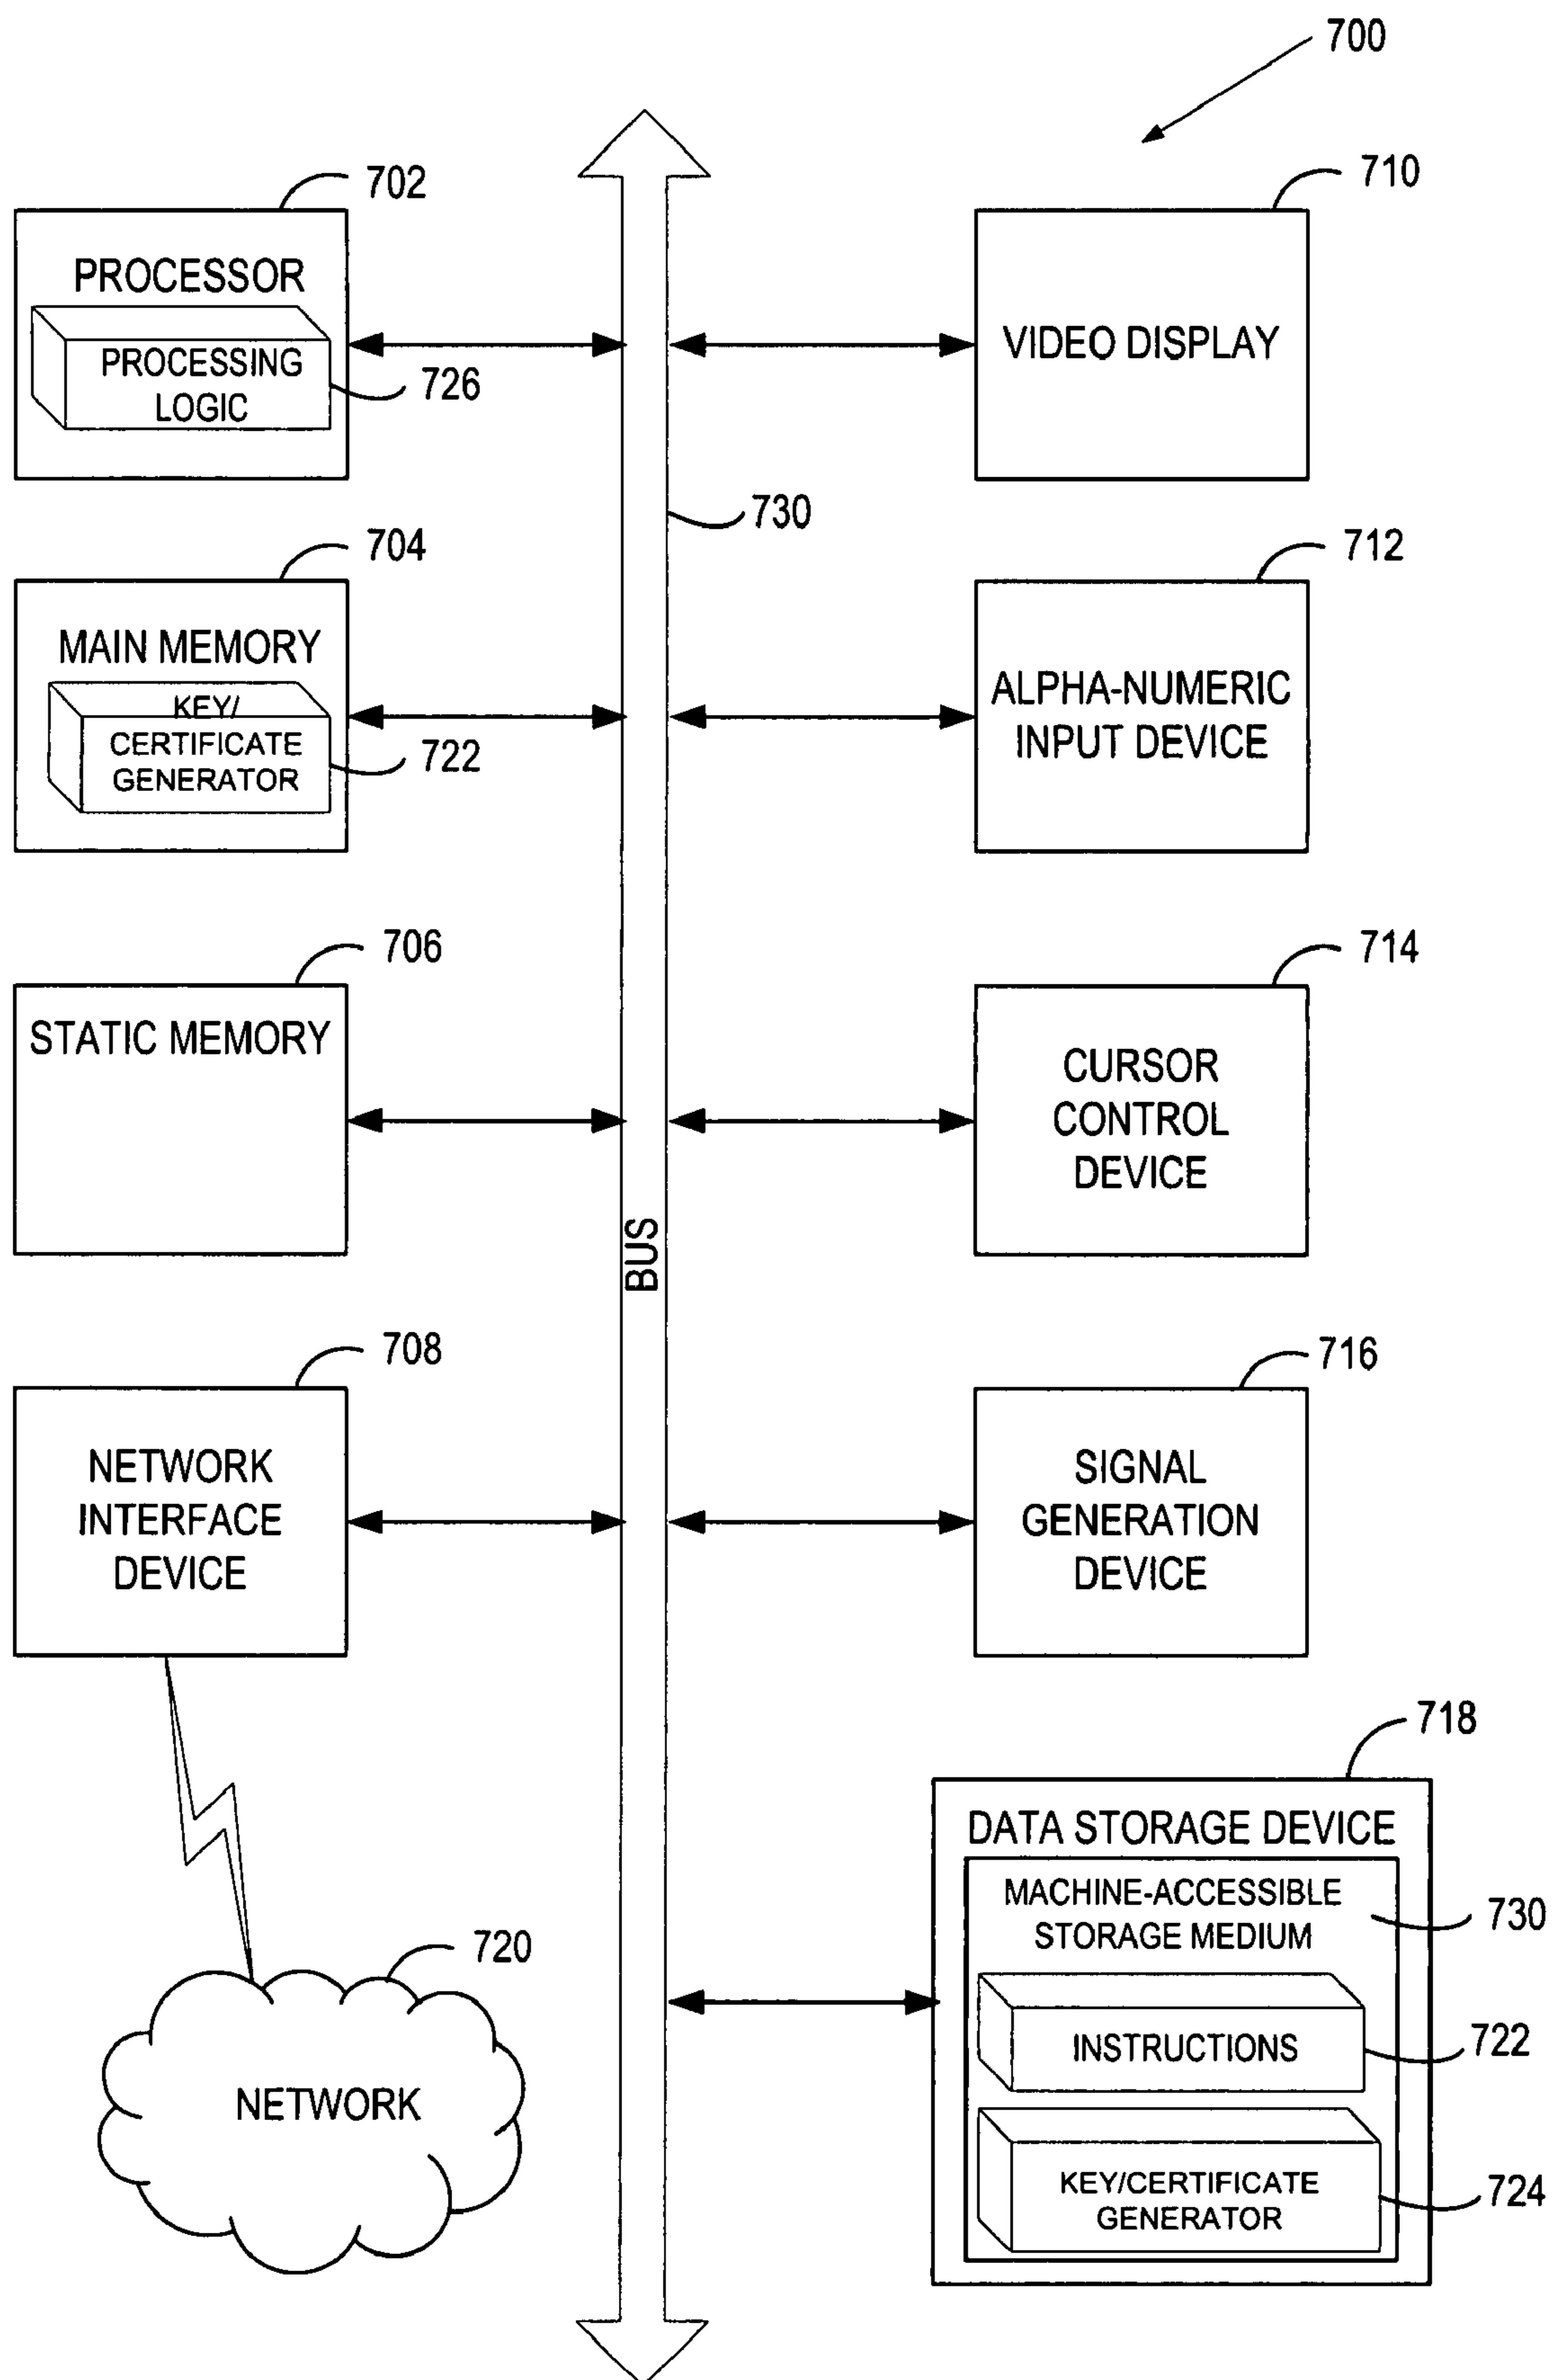 700
702
PROCESSOR
PROCESSING
LOGIC
726
710
VIDEO DISPLAY
730
704
MAIN MEMORY
KEY/
CERTIFICATE
GENERATOR
722
712
ALPHA-NUMERIC
INPUT DEVICE
706
STATIC MEMORY
714
CURSOR
CONTROL
DEVICE
BUS
708
NETWORK
INTERFACE
DEVICE
716
SIGNAL
GENERATION
DEVICE
718
DATA STORAGE DEVICE
MACHINE-ACCESSIBLE
STORAGE MEDIUM
730
INSTRUCTIONS
722
KEY/CERTIFICATE
GENERATOR
724
720
NETWORK